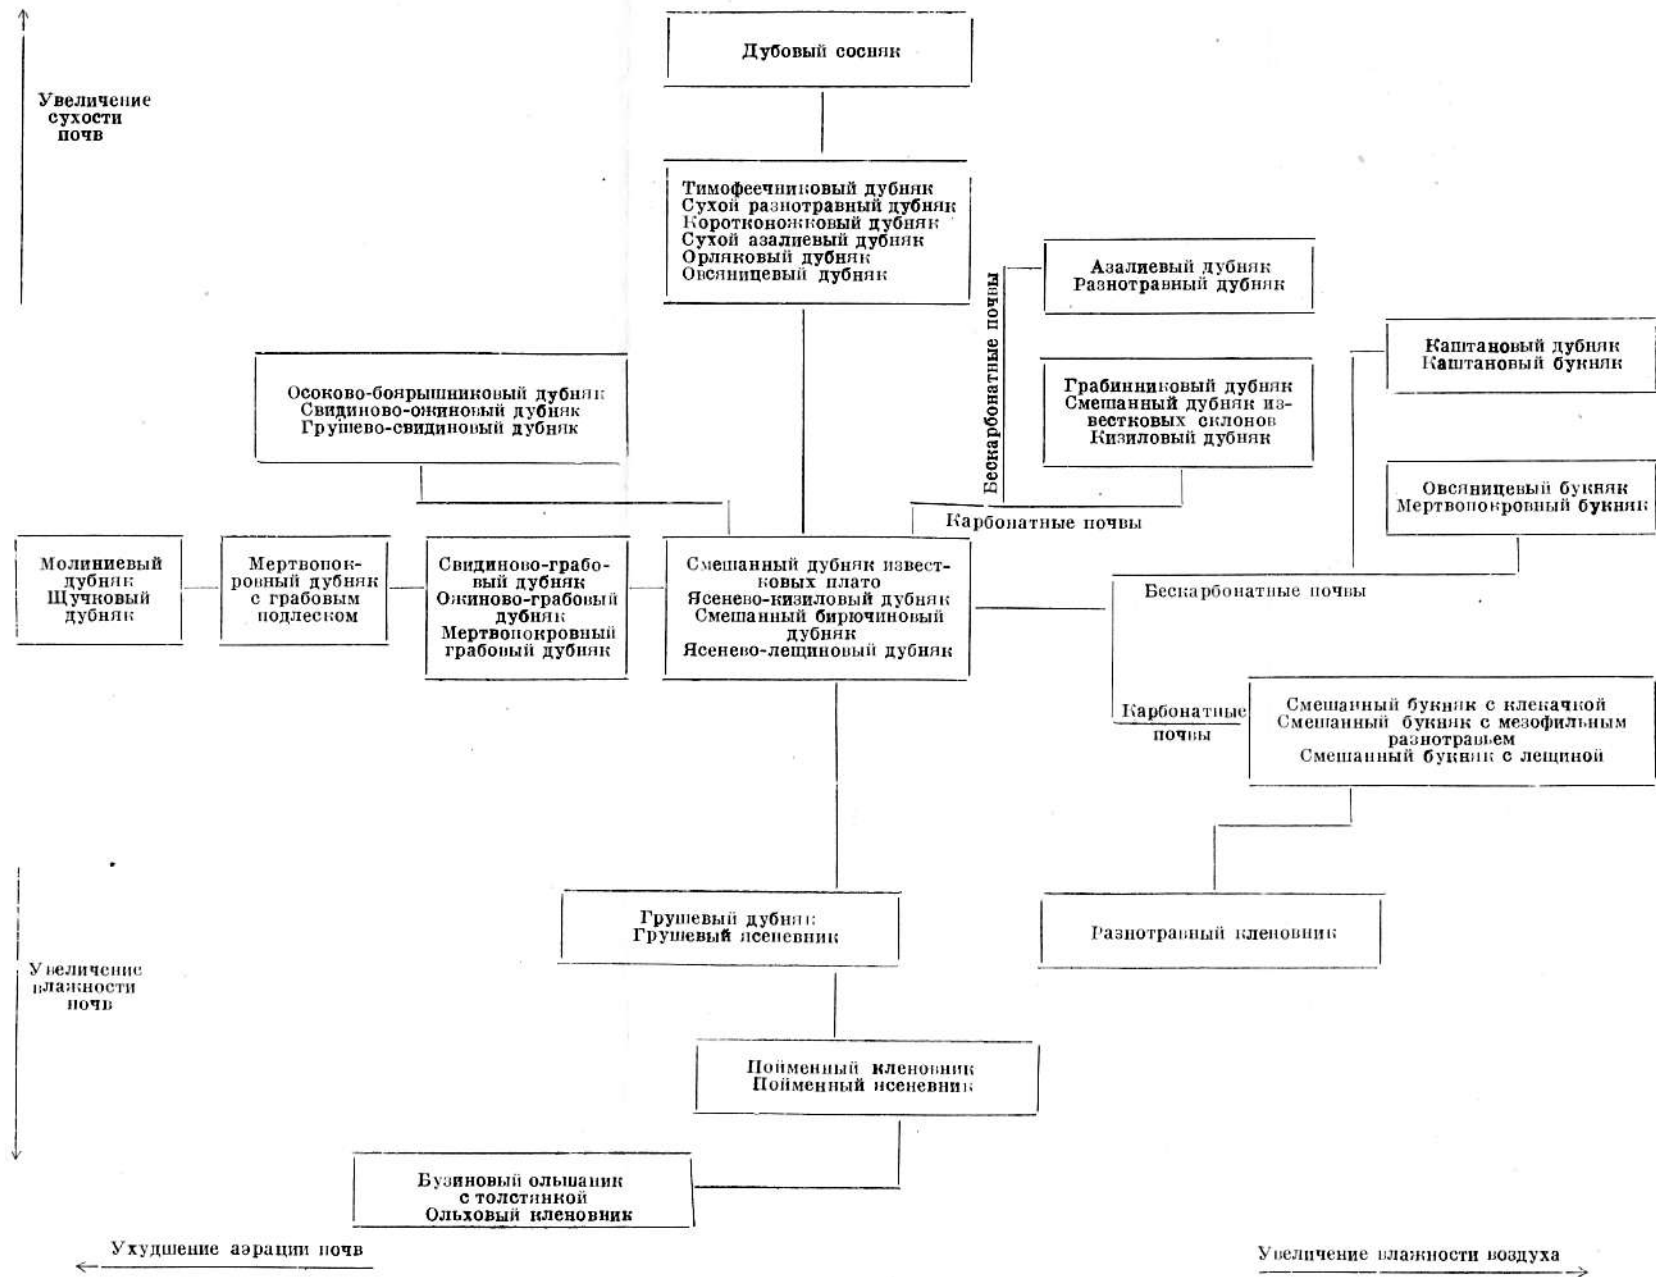 Дубовый сосняк
Увеличение
сухости
почв
Тимофеечниковый дубняк
Сухой разнотравный дубняк
Коротконожковый дубняк
Сухой азалиевый дубняк
Орляковый дубняк
Овсяницевый дубняк
Бескарбонатные почвы
Азалиевый дубняк
Разнотравный дубняк
Каштановый дубняк
Каштановый букняк
Осоково-боярышниковый дубняк
Свидиново-ожиновый дубняк
Грушево-свидиновый дубняк
Грабинниковый дубняк
Смешанный дубняк из-
вестковых склонов
Кизиловый дубняк
Овсяницевый букняк
Мертвопокровный букняк
Карбонатные почвы
Молиниевый
дубняк
Щучковый
дубняк
Мертвопок-
ровный дубняк
с грабовым
подлеском
Свидиново-грабо-
вый дубняк
Ожиново-грабовый
дубняк
Мертвопокровный
грабовый дубняк
Смешанный дубняк извест-
ковых плато
Ясенево-кизиловый дубняк
Смешанный бирючиновый
дубняк
Ясенево-лещиновый дубняк
Бескарбонатные почвы
Карбонатные
почвы
Смешанный букняк с клекачкой
Смешанный букняк с мезофильным
разнотравьем
Смешанный букняк с лещиной
Грушевый дубняк
Грушевый ясеневник
Разнотравный кленовник
Увеличение
влажности
почв
Пойменный кленовник
Пойменный ясеневник
Бузиновый ольшаник
с толстянкой
Ольховый кленовник
Ухудшение аэрации почв
Увеличение влажности воздуха